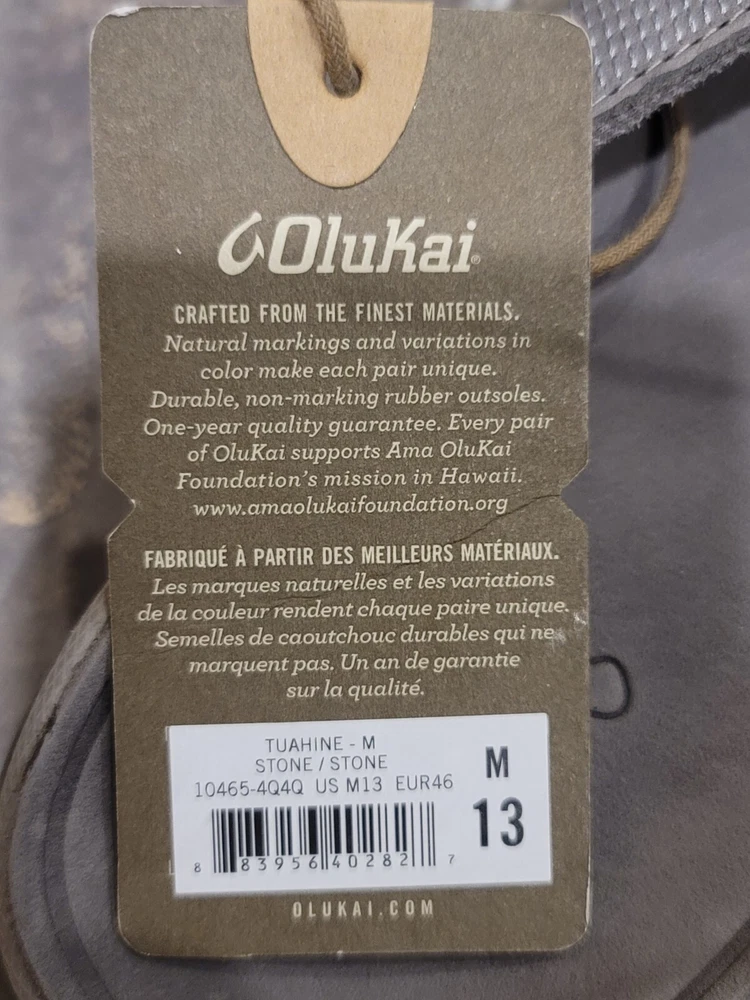 OluKai®
CRAFTED FROM THE FINEST MATERIALS.
Natural markings and variations in
color make each pair unique.
Durable, non-marking rubber outsoles.
One-year quality guarantee. Every pair
of OluKai supports Ama OluKai
Foundation's mission in Hawaii.
www.amaolukaifoundation.org
FABRIQUÉ À PARTIR DES MEILLEURS MATÉRIAUX.
Les marques naturelles et les variations
de la couleur rendent chaque paire unique.
Semelles de caoutchouc durables qui ne
marquent pas. Un an de garantie
sur la qualité.
TUAHINE - M
STONE / STONE
10465-4Q4Q US M13 EUR46
M
13
8 83956 40282 7
OLUKAI.COM